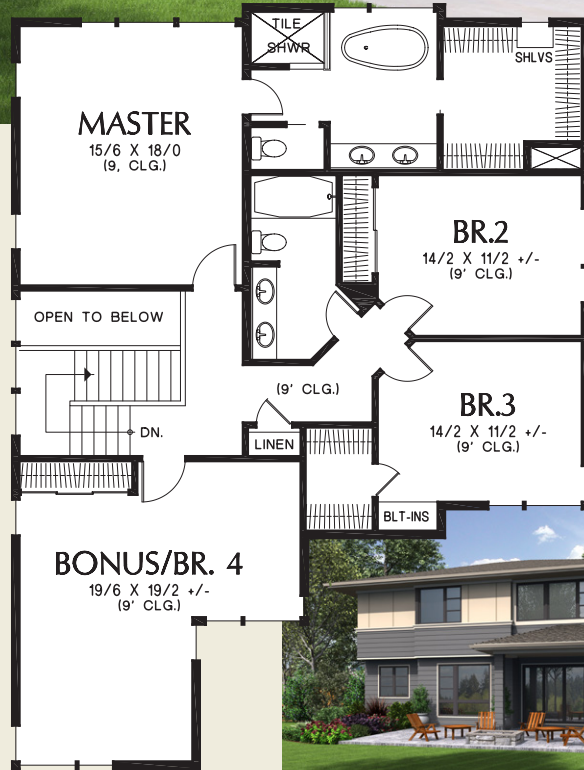 TILE
SHWR
SHLVS
MASTER
15/6 X 18/0
(9, CLG.)
BR.2
14/2 X 11/2 +/-
(9' CLG.)
OPEN TO BELOW
(9' CLG.)
BR.3
14/2 X 11/2 +/-
(9' CLG.)
DN.
LINEN
BLT-INS
BONUS/BR. 4
19/6 X 19/2 +/-
(9' CLG.)